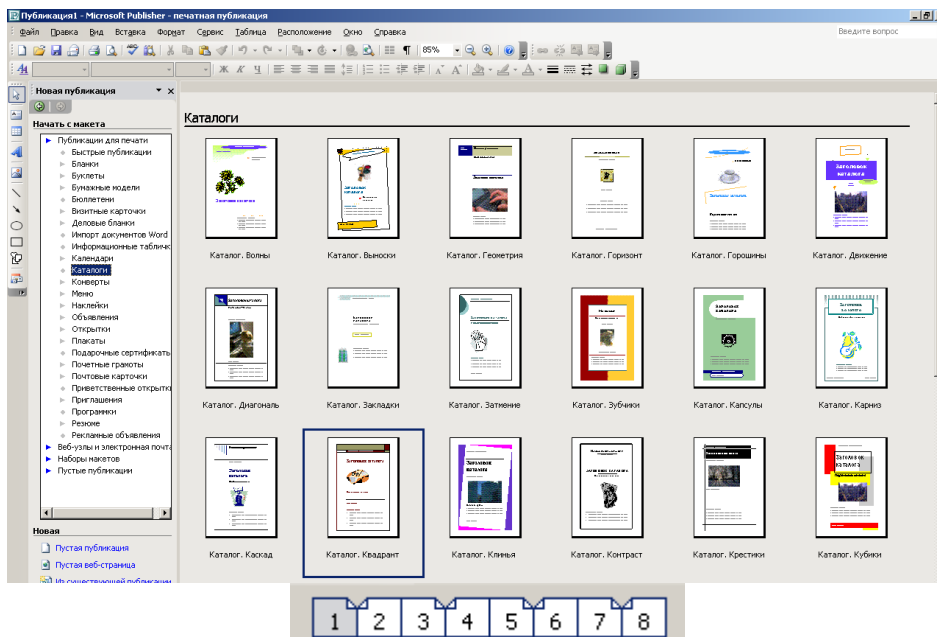 Публикация1 - Microsoft Publisher - печатная публикация
Файл Правка Вид Вставка Формат Сервис Таблица Расположение Окно Справка
Введите вопрос
85%
Ж К Ч
Новая публикация
Начать с макета
Публикации для печати
Быстрые публикации
Бланки
Буклеты
Бумажные модели
Бюллетени
Визитные карточки
Деловые бланки
Импорт документов Word
Информационные табличк
Календари
Каталоги
Конверты
Меню
Наклейки
Объявления
Открытки
Плакаты
Подарочные сертификать
Почетные грамоты
Почтовые карточки
Приветственные открытки
Приглашения
Программки
Резюме
Рекламные объявления
Веб-узлы и электронная почта
Наборы макетов
Пустые публикации
Новая
Пустая публикация
Пустая веб-страница
Из существующей публикации
Каталоги
Каталог. Волны
Каталог. Выноски
Каталог. Геометрия
Каталог. Горизонт
Каталог. Горошины
Каталог. Движение
Каталог. Диагональ
Каталог. Закладки
Каталог. Затмение
Каталог. Зубчики
Каталог. Капсулы
Каталог. Карниз
Каталог. Каскад
Каталог. Квадрант
Каталог. Клинья
Каталог. Контраст
Каталог. Крестики
Каталог. Кубики
1 2 3 4 5 6 7 8